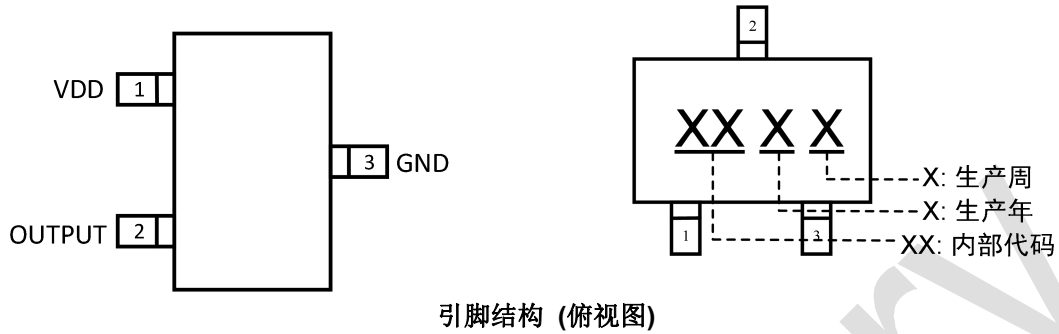 VDD 1
3 GND
OUTPUT 2
2
XX X X
X: 生产周
X: 生产年
1 3
XX: 内部代码
引脚结构 (俯视图)